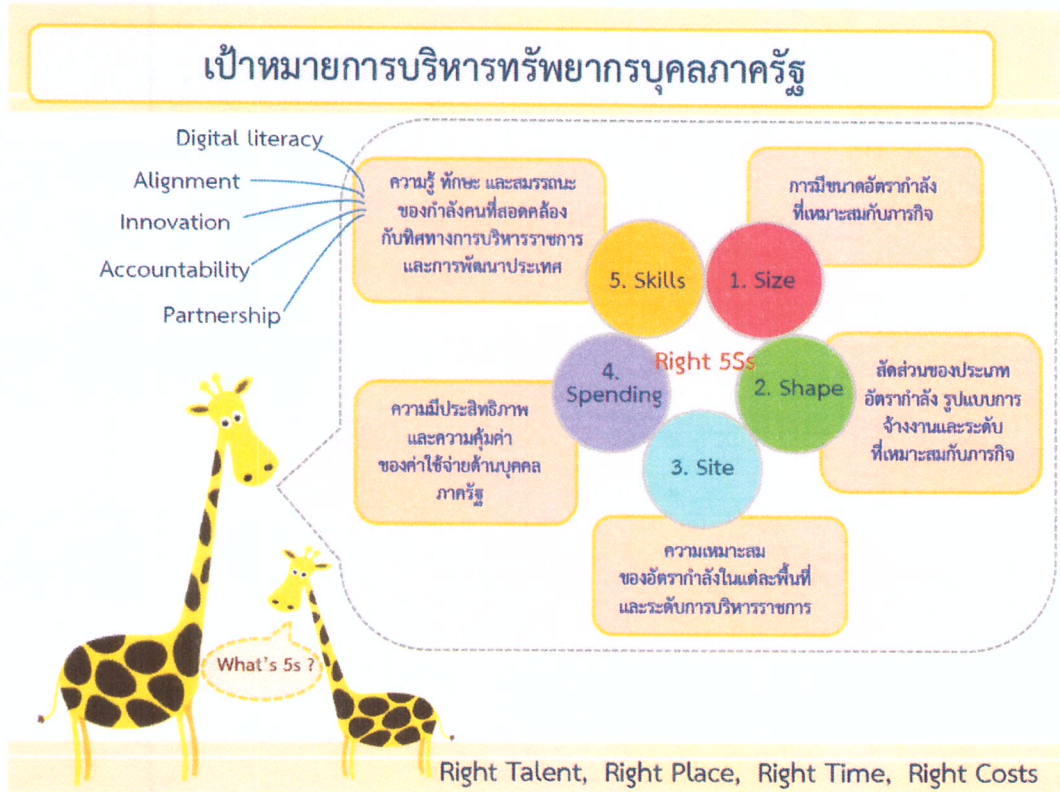 เป้าหมายการบริหารทรัพยากรบุคลภาครัฐ
Digital literacy
Alignment
Innovation
Accountability
Partnership
ความรู้ ทักษะ และสมรรถนะ
ของกำลังคนที่สอดคล้อง
กับทิศทางการบริหารราชการ
และการพัฒนาประเทศ
การมีขนาดอัตรากำลัง
ที่เหมาะสมกับภารกิจ
5. Skills
1. Size
Right 5Ss
4.
Spending
2. Shape
3. Site
สัดส่วนของประเภท
อัตรากำลัง รูปแบบการ
จ้างงานและระดับ
ที่เหมาะสมกับภารกิจ
ความมีประสิทธิภาพ
และความคุ้มค่า
ของค่าใช้จ่ายด้านบุคคล
ภาครัฐ
ความเหมาะสม
ของอัตรากำลังในแต่ละพื้นที่
และระดับการบริหารราชการ
What's 5s ?
Right Talent, Right Place, Right Time, Right Costs